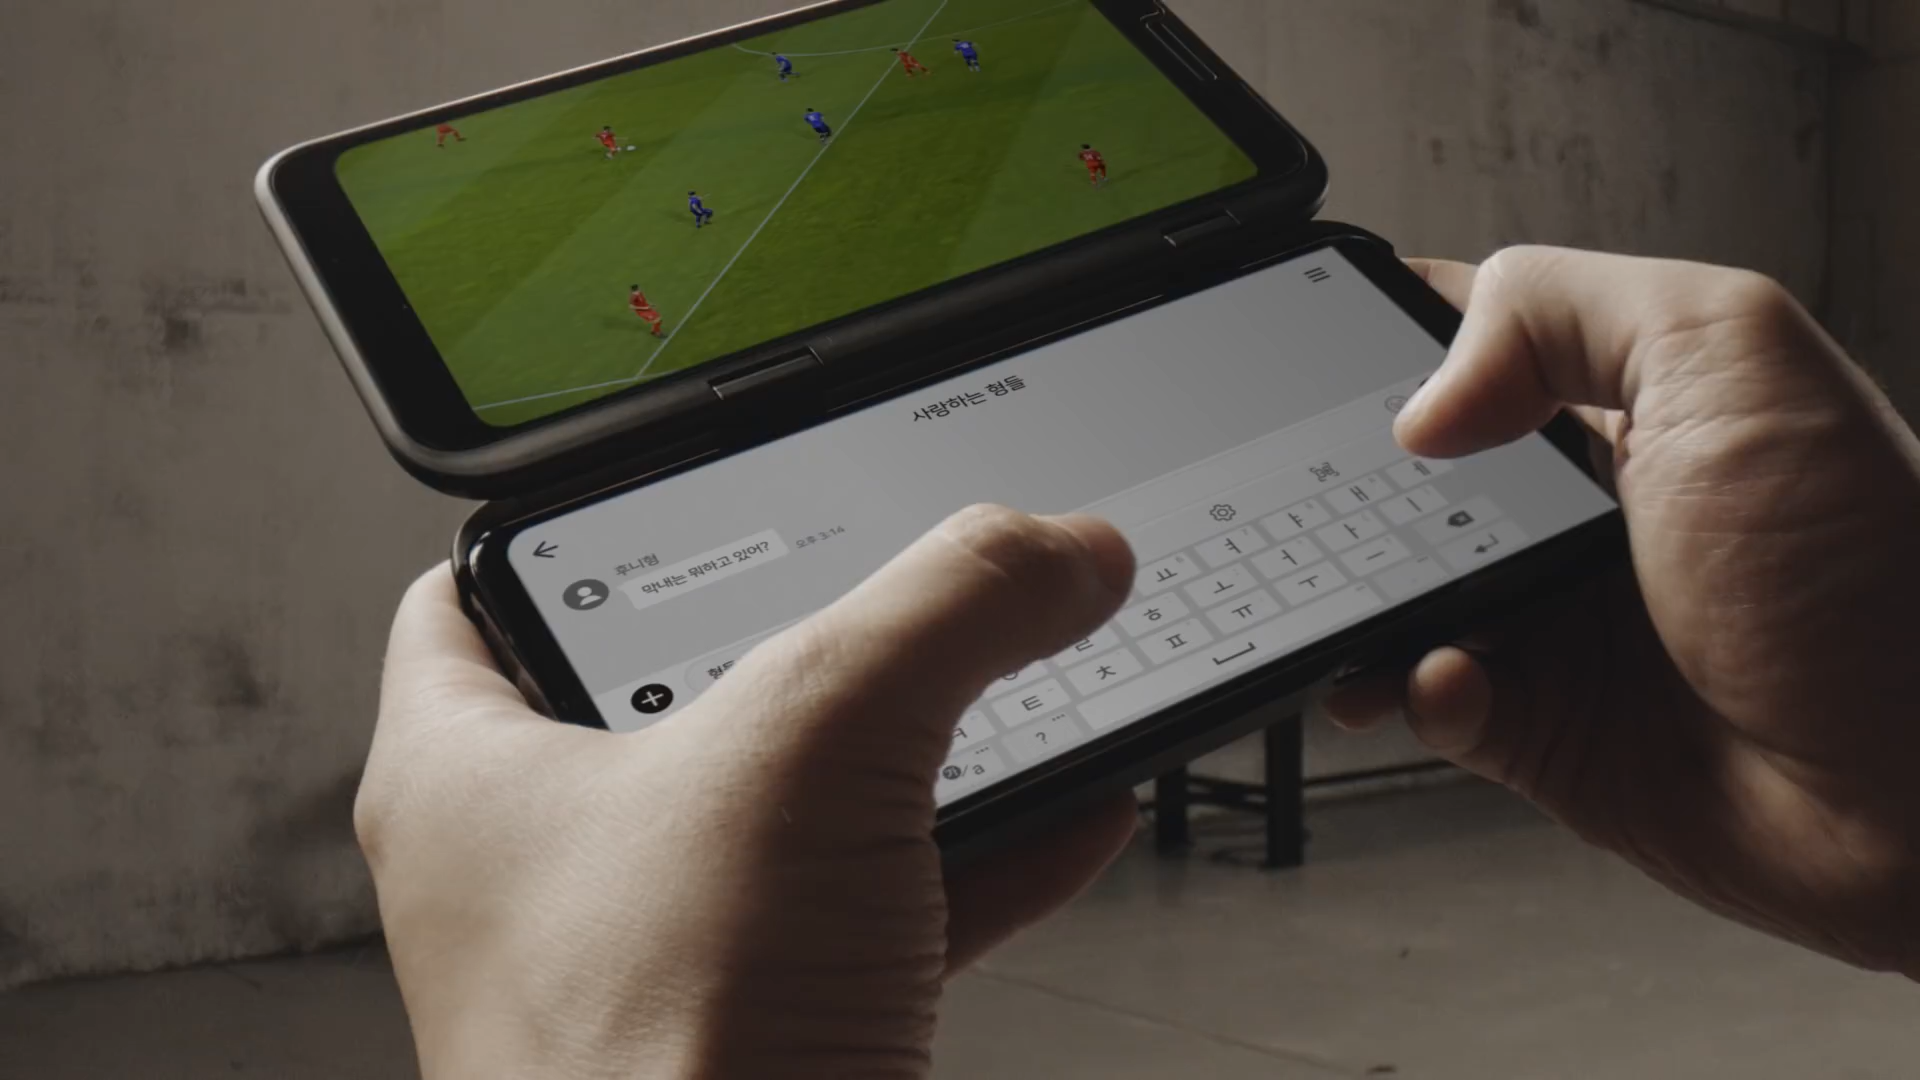 사랑하는 형들
후니형
막내는 뭐하고 있어?
오후 3:14
ㅛ ㅕ ㅑ ㅐ ㅔ
ㅎ ㅗ ㅓ ㅏ ㅣ
ㅌ ㅊ ㅍ ㅠ ㅜ ㅡ
가/a ?